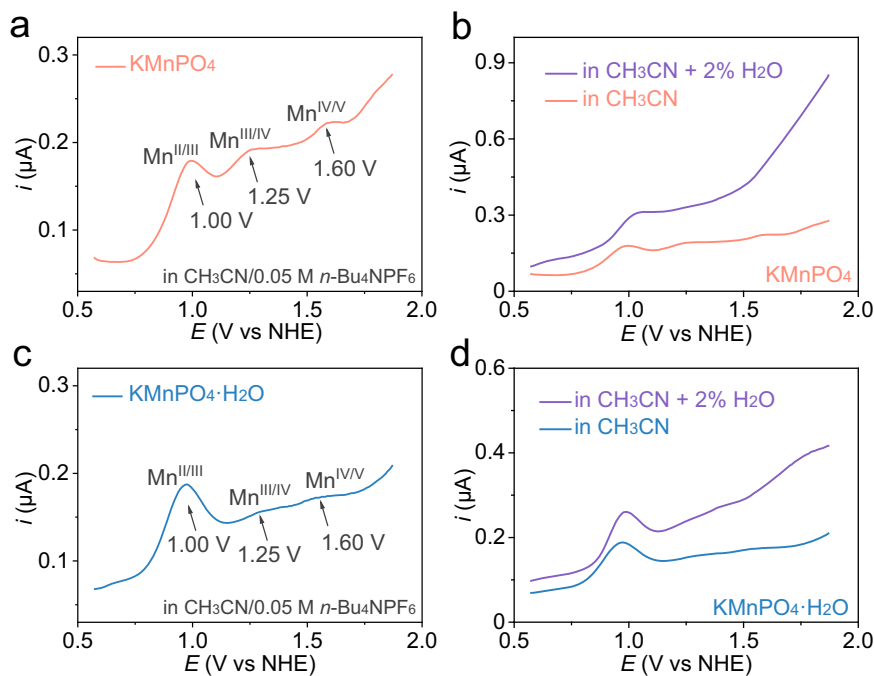 a
KMnPO4
Mn^II/III
Mn^III/IV
Mn^IV/V
1.00 V
1.25 V
1.60 V
in CH3CN/0.05 M n-Bu4NPF6
0.1
0.2
0.3
i (μA)
0.5
1.0
1.5
2.0
E (V vs NHE)
b
in CH3CN + 2% H2O
in CH3CN
KMnPO4
0
0.3
0.6
0.9
i (μA)
0.5
1.0
1.5
2.0
E (V vs NHE)
c
KMnPO4·H2O
Mn^II/III
Mn^III/IV
Mn^IV/V
1.00 V
1.25 V
1.60 V
in CH3CN/0.05 M n-Bu4NPF6
0.1
0.2
0.3
i (μA)
0.5
1.0
1.5
2.0
E (V vs NHE)
d
in CH3CN + 2% H2O
in CH3CN
KMnPO4·H2O
0
0.2
0.4
0.6
i (μA)
0.5
1.0
1.5
2.0
E (V vs NHE)